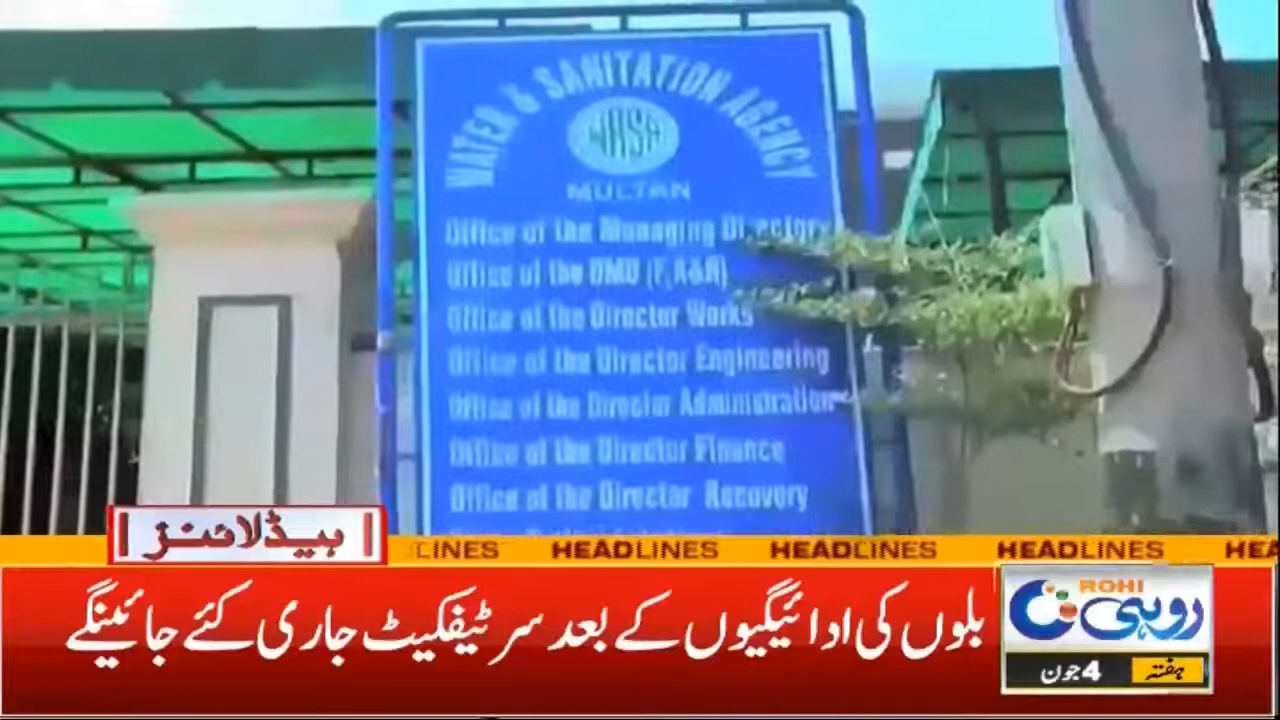 WATER & SANITATION AGENCY
WASA
MULTAN
Office of the Managing Director
Office of the DMD (F,A&R)
Office of the Director Works
Office of the Director Engineering
Office of the Director Administration
Office of the Director Finance
Office of the Director Recovery
ہیڈلائنز
LINES HEADLINES HEADLINES HEADLINES HEA
بلوں کی ادائیگیوں کے بعد سرٹیفکیٹ جاری کئے جائینگے
ROHI
روہی
ہفتہ 4 جون